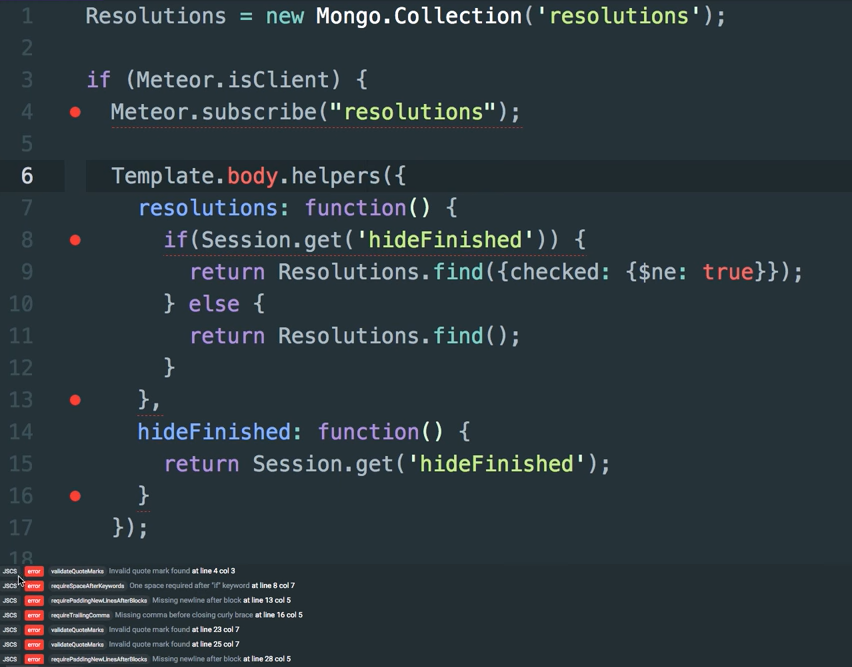 1 Resolutions = new Mongo.Collection('resolutions');
2
3 if (Meteor.isClient) {
4 Meteor.subscribe("resolutions");
5
6 Template.body.helpers({
7 resolutions: function() {
8 if(Session.get('hideFinished')) {
9 return Resolutions.find({checked: {$ne: true}});
10 } else {
11 return Resolutions.find();
12 }
13 },
14 hideFinished: function() {
15 return Session.get('hideFinished');
16 }
17 });
18
JSCS error validateQuoteMarks Invalid quote mark found at line 4 col 3
JSCS error requireSpaceAfterKeywords One space required after "if" keyword at line 8 col 7
JSCS error requirePaddingNewLinesAfterBlocks Missing newline after block at line 13 col 5
JSCS error requireTrailingComma Missing comma before closing curly brace at line 16 col 5
JSCS error validateQuoteMarks Invalid quote mark found at line 23 col 7
JSCS error validateQuoteMarks Invalid quote mark found at line 25 col 7
JSCS error requirePaddingNewLinesAfterBlocks Missing newline after block at line 28 col 5